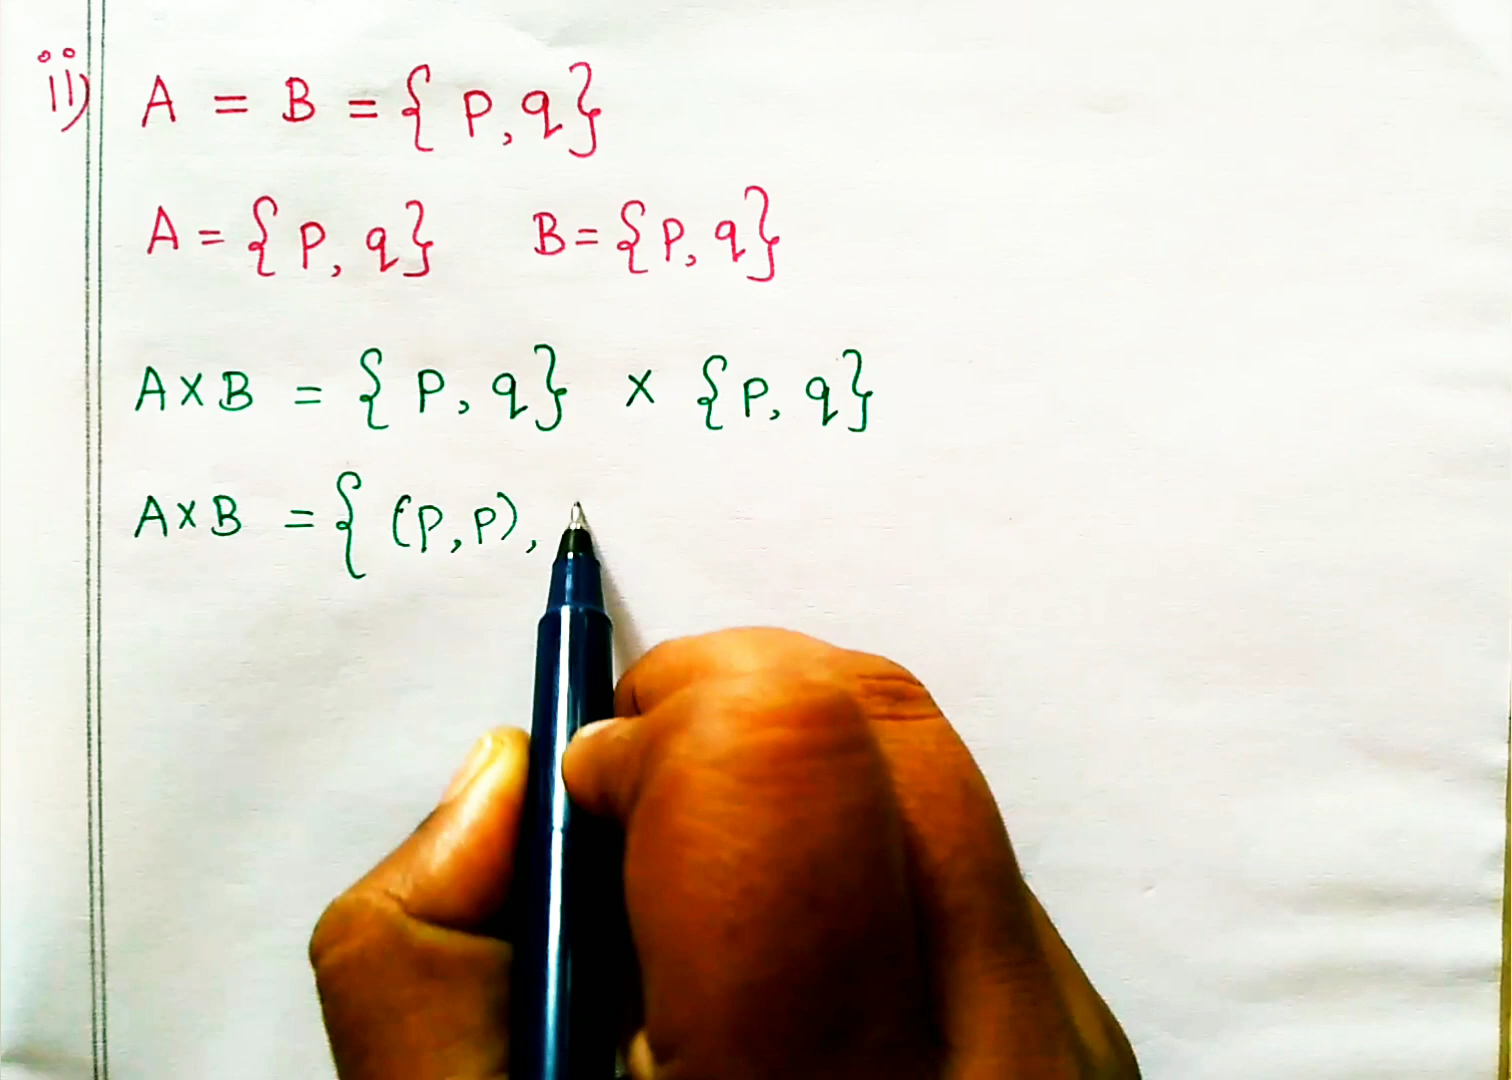 ii) A = B = { p, q}
A = { p, q} B = { p, q}
A x B = { p, q} x { p, q}
A x B = { (p, p),